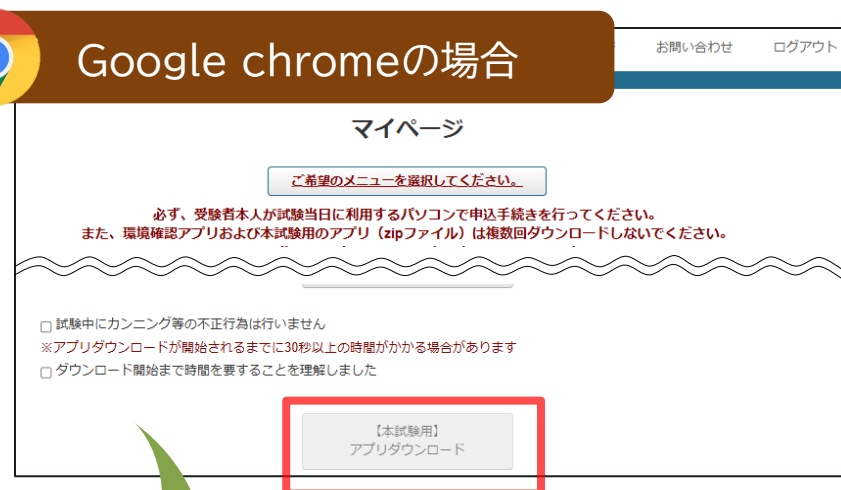 Google chromeの場合
お問い合わせ
ログアウト
マイページ
ご希望のメニューを選択してください。
必ず、受験者本人が試験当日に利用するパソコンで申込手続きを行ってください。
また、環境確認アプリおよび本試験用のアプリ（zipファイル）は複数回ダウンロードしないでください。
試験中にカンニング等の不正行為は行いません
※アプリダウンロードが開始されるまでに30秒以上の時間がかかる場合があります
ダウンロード開始まで時間を要することを理解しました
【本試験用】
アプリダウンロード